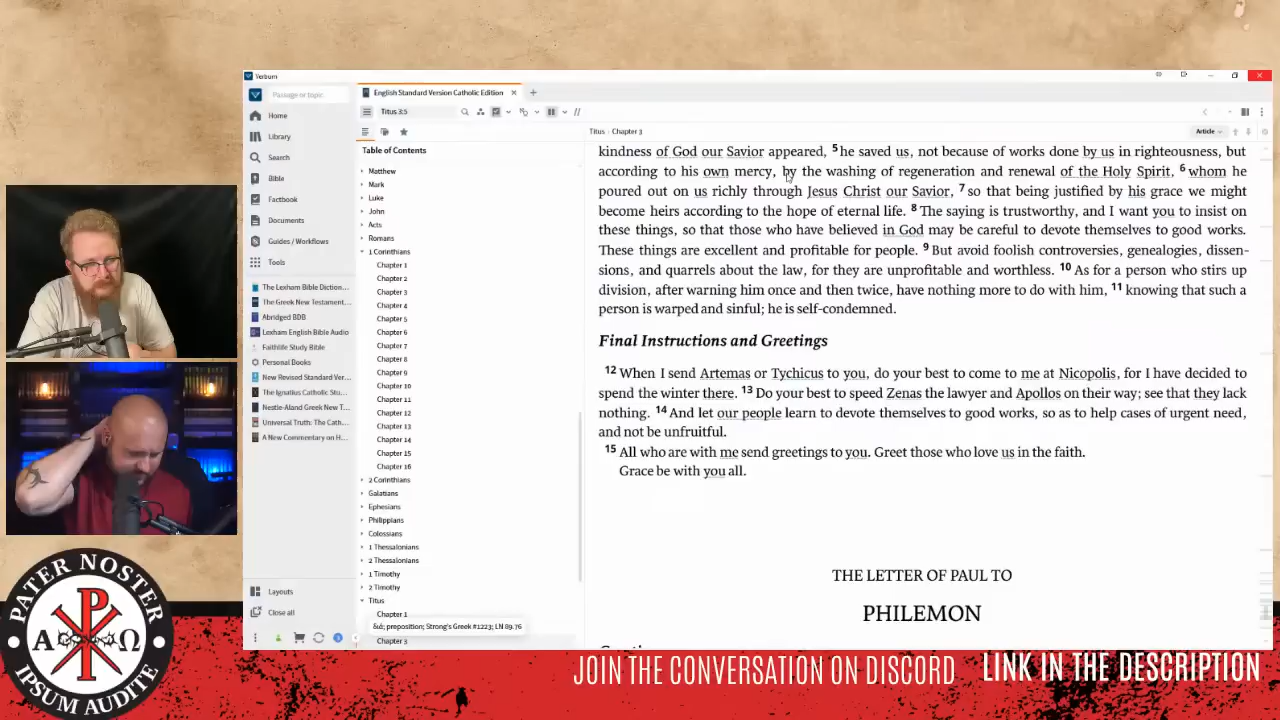 Verbum
Passage or topic
Home
Library
Search
Bible
Factbook
Documents
Guides / Workflows
Tools
The Lexham Bible Diction...
The Greek New Testament...
Abridged BDB
Lexham English Bible Audio
Faithlife Study Bible
Personal Books
New Revised Standard Ver...
The Ignatius Catholic Stu...
Nestle-Aland Greek New T...
Universal Truth: The Cath...
A New Commentary on H...
Layouts
Close all
English Standard Version Catholic Edition
Titus 3:5
Table of Contents
Matthew
Mark
Luke
John
Acts
Romans
1 Corinthians
Chapter 1
Chapter 2
Chapter 3
Chapter 4
Chapter 5
Chapter 6
Chapter 7
Chapter 8
Chapter 9
Chapter 10
Chapter 11
Chapter 12
Chapter 13
Chapter 14
Chapter 15
Chapter 16
2 Corinthians
Galatians
Ephesians
Philippians
Colossians
1 Thessalonians
2 Thessalonians
1 Timothy
2 Timothy
Titus
Chapter 1
διά; preposition; Strong's Greek #1223; LN 89.76
Chapter 3
Titus › Chapter 3
Article
kindness of God our Savior appeared, 5 he saved us, not because of works done by us in righteousness, but
according to his own mercy, by the washing of regeneration and renewal of the Holy Spirit, 6 whom he
poured out on us richly through Jesus Christ our Savior, 7 so that being justified by his grace we might
become heirs according to the hope of eternal life. 8 The saying is trustworthy, and I want you to insist on
these things, so that those who have believed in God may be careful to devote themselves to good works.
These things are excellent and profitable for people. 9 But avoid foolish controversies, genealogies, dissen-
sions, and quarrels about the law, for they are unprofitable and worthless. 10 As for a person who stirs up
division, after warning him once and then twice, have nothing more to do with him, 11 knowing that such a
person is warped and sinful; he is self-condemned.
Final Instructions and Greetings
12 When I send Artemas or Tychicus to you, do your best to come to me at Nicopolis, for I have decided to
spend the winter there. 13 Do your best to speed Zenas the lawyer and Apollos on their way; see that they lack
nothing. 14 And let our people learn to devote themselves to good works, so as to help cases of urgent need,
and not be unfruitful.
15 All who are with me send greetings to you. Greet those who love us in the faith.
Grace be with you all.
THE LETTER OF PAUL TO
PHILEMON
PATER NOSTER
Α Ω
IPSUM AUDITE
JOIN THE CONVERSATION ON DISCORD
LINK IN THE DESCRIPTION